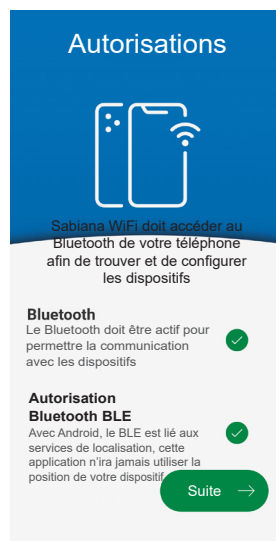 Autorisations
Sabiana WiFi doit accéder au
Bluetooth de votre téléphone
afin de trouver et de configurer
les dispositifs
Bluetooth
Le Bluetooth doit être actif pour
permettre la communication
avec les dispositifs
Autorisation
Bluetooth BLE
Avec Android, le BLE est lié aux
services de localisation, cette
application n'ira jamais utiliser la
position de votre dispositif
Suite